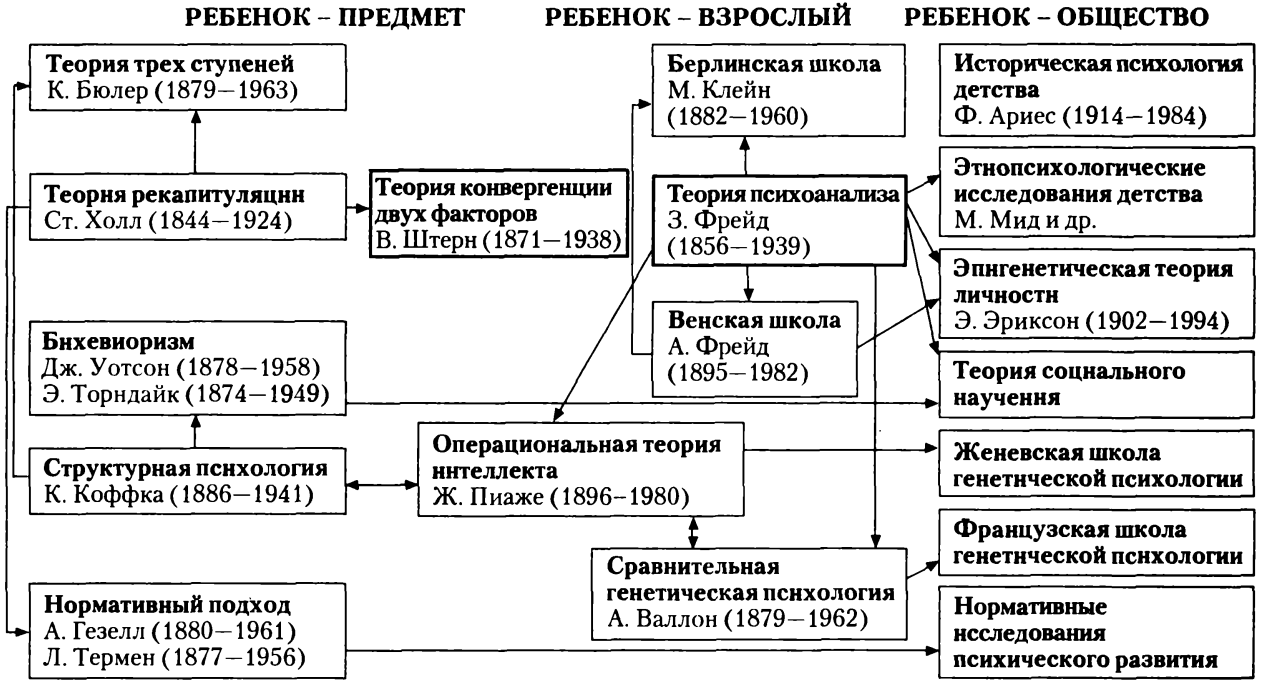 РЕБЕНОК – ПРЕДМЕТ
РЕБЕНОК – ВЗРОСЛЫЙ
РЕБЕНОК – ОБЩЕСТВО
Теория трех ступеней
К. Бюлер (1879–1963)
Теорня рекапитуляцнн
Ст. Холл (1844–1924)
Теория конвергенции
двух факторов
В. Штерн (1871–1938)
Бнхевиоризм
Дж. Уотсон (1878–1958)
Э. Торндайк (1874–1949)
Структурная пснхология
К. Коффка (1886–1941)
Нормативный подход
А. Гезелл (1880–1961)
Л. Термен (1877–1956)
Берлинская школа
М. Клейн
(1882–1960)
Теория психоанализа
З. Фрейд
(1856–1939)
Венская школа
А. Фрейд
(1895–1982)
Операциональная теория
ннтеллекта
Ж. Пиаже (1896–1980)
Сравнительная
генетическая пснхология
А. Валлон (1879–1962)
Историческая психология
детства
Ф. Ариес (1914–1984)
Этнопсихологические
исследования детства
М. Мид и др.
Эпнгенетическая теория
личностн
Э. Эриксон (1902–1994)
Теория соцнального
научення
Женевская школа
генетнческой психологии
Французская школа
генетнческой пснхологии
Нормативные
нсследования
психического развития